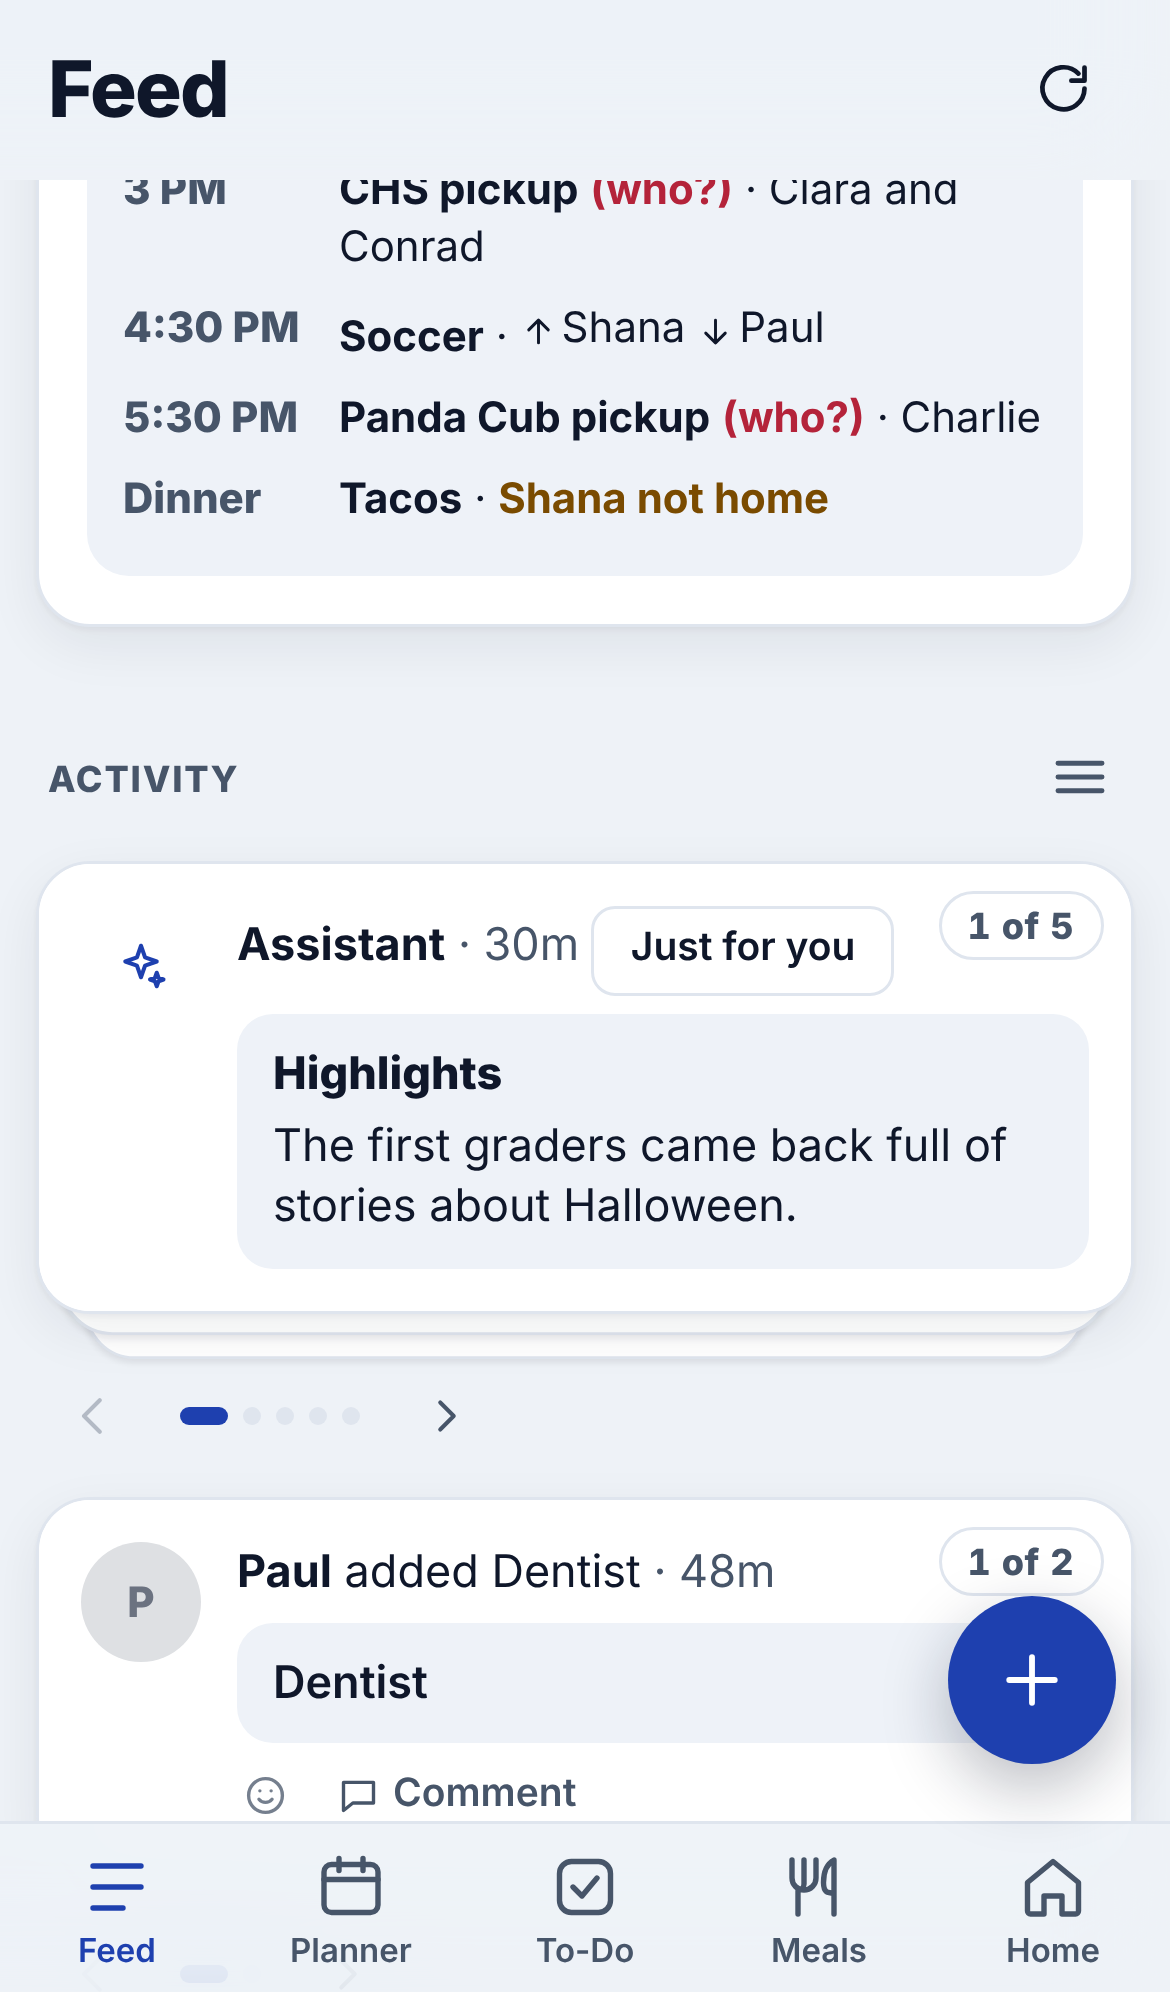 Feed
3 PM CHS pickup (who?) · Clara and
Conrad
4:30 PM Soccer · ↑ Shana ↓ Paul
5:30 PM Panda Cub pickup (who?) · Charlie
Dinner Tacos · Shana not home
ACTIVITY
Assistant · 30m Just for you 1 of 5
Highlights
The first graders came back full of
stories about Halloween.
P Paul added Dentist · 48m 1 of 2
Dentist
Comment
Feed Planner To-Do Meals Home